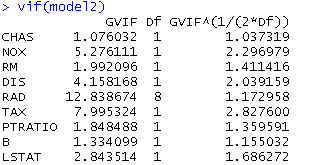 > vif(model2)
GVIF Df GVIF^(1/(2*Df))
CHAS 1.076032 1 1.037319
NOX 5.276111 1 2.296979
RM 1.992096 1 1.411416
DIS 4.158168 1 2.039159
RAD 12.838674 8 1.172958
TAX 7.995324 1 2.827600
PTRATIO 1.848488 1 1.359591
B 1.334099 1 1.155032
LSTAT 2.843514 1 1.686272